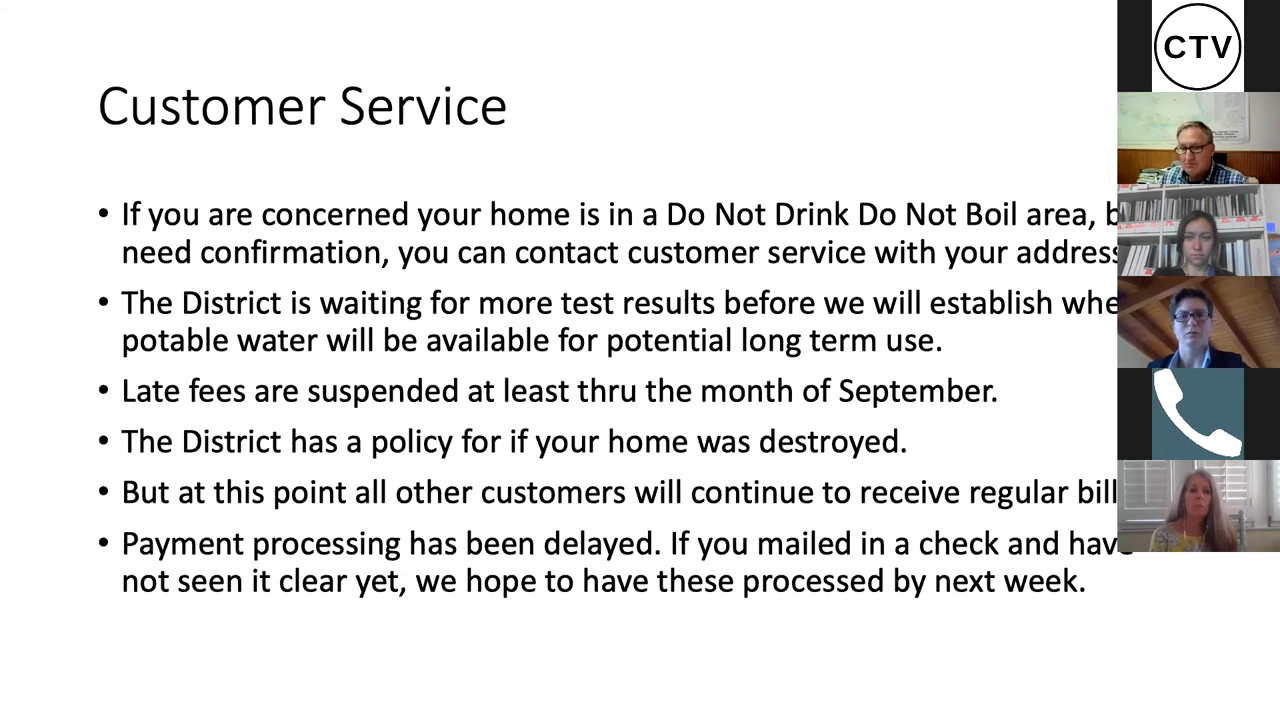 Customer Service
• If you are concerned your home is in a Do Not Drink Do Not Boil area,
need confirmation, you can contact customer service with your address
• The District is waiting for more test results before we will establish
potable water will be available for potential long term use.
• Late fees are suspended at least thru the month of September.
• The District has a policy for if your home was destroyed.
• But at this point all other customers will continue to receive regular
• Payment processing has been delayed. If you mailed in a check and have
not seen it clear yet, we hope to have these processed by next week.
CTV